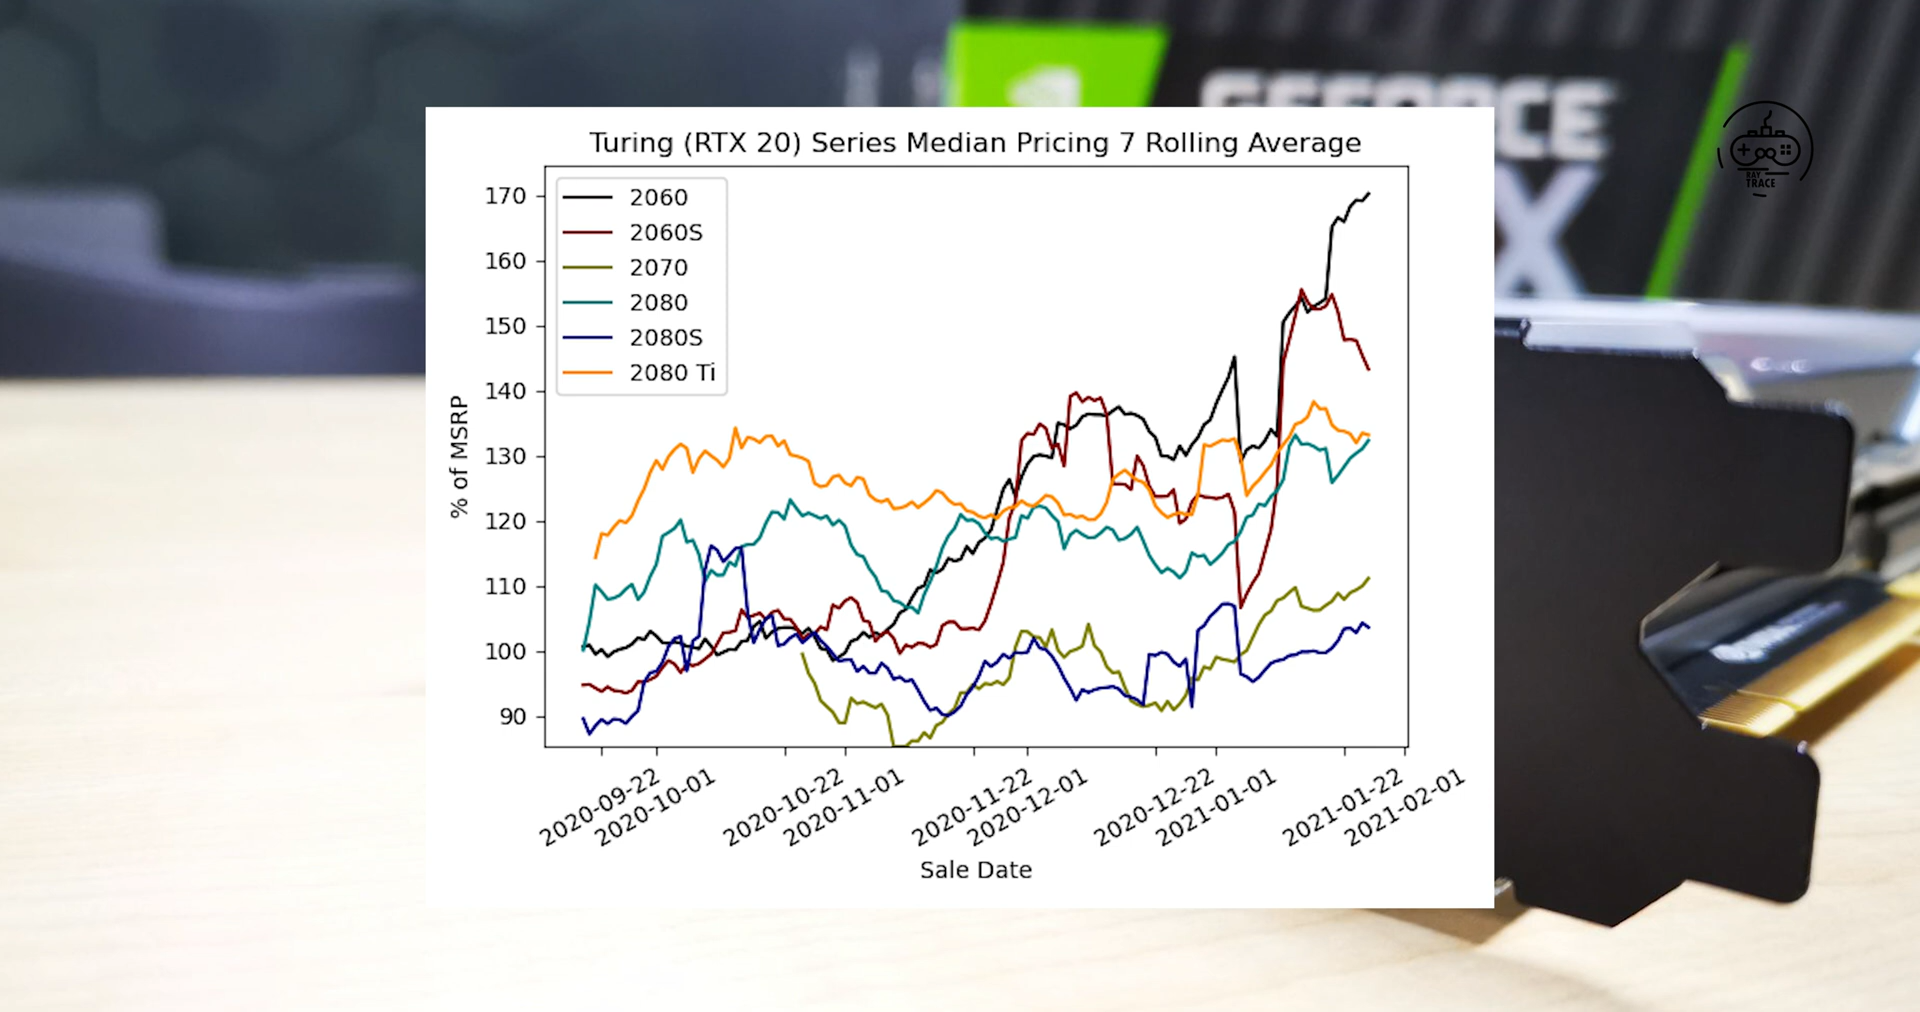 GEFORCE
X
RAY
TRACE
Turing (RTX 20) Series Median Pricing 7 Rolling Average
% of MSRP
170
160
150
140
130
120
110
100
90
2060
2060S
2070
2080
2080S
2080 Ti
2020-09-22
2020-10-01
2020-10-22
2020-11-01
2020-11-22
2020-12-01
2020-12-22
2021-01-01
2021-01-22
2021-02-01
Sale Date